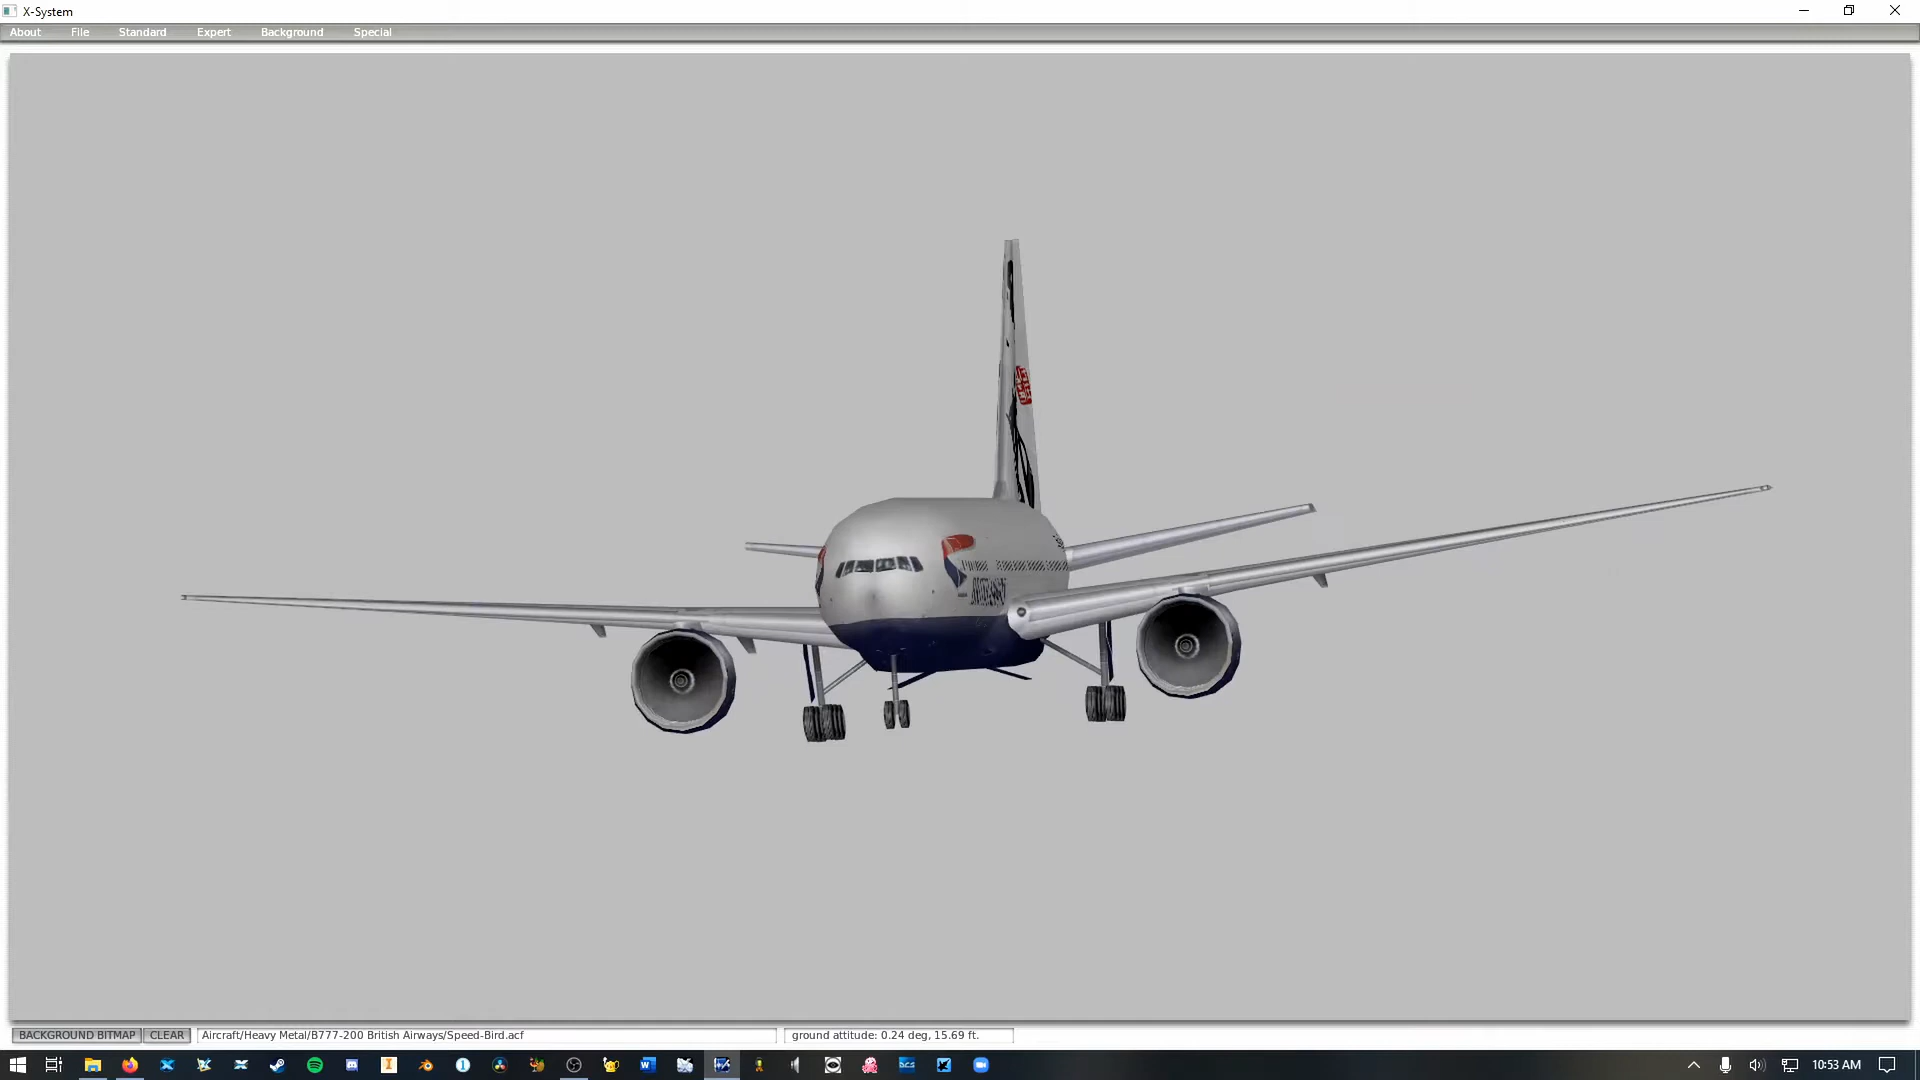 X-System
About File Standard Expert Background Special
BACKGROUND BITMAP CLEAR Aircraft/Heavy Metal/B777-200 British Airways/Speed-Bird.acf ground attitude: 0.24 deg, 15.69 ft.
10:53 AM